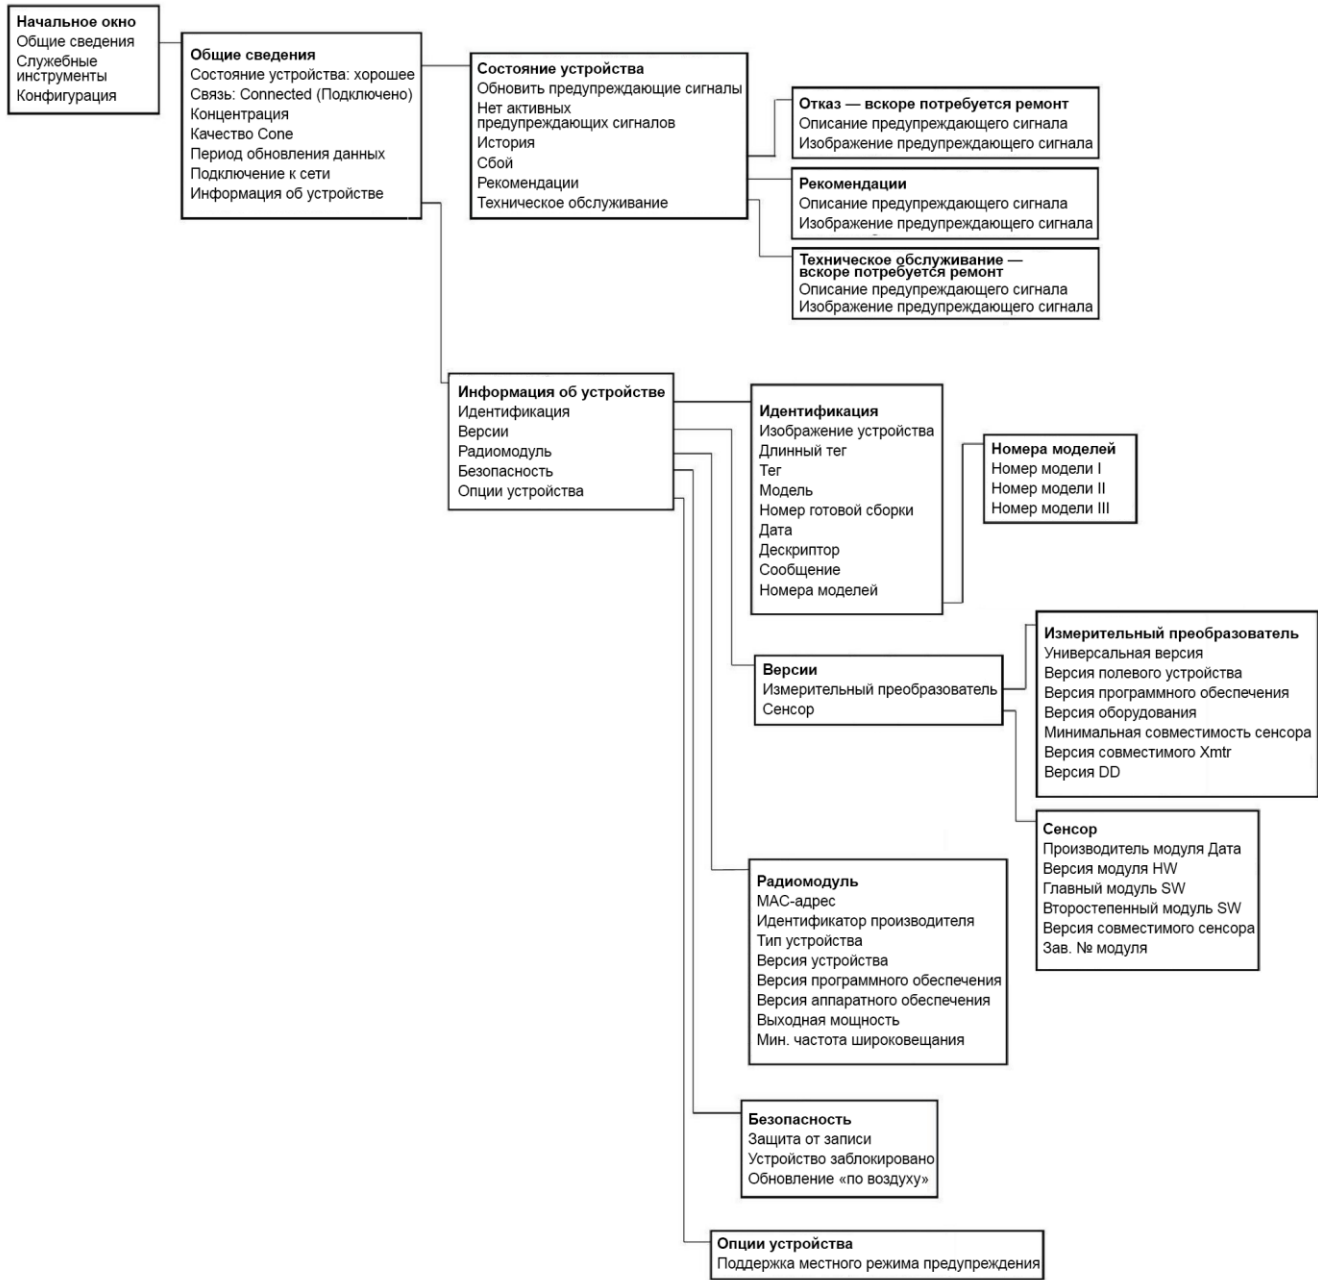 Начальное окно
Общие сведения
Служебные
инструменты
Конфигурация
Общие сведения
Состояние устройства: хорошее
Связь: Connected (Подключено)
Концентрация
Качество Cone
Период обновления данных
Подключение к сети
Информация об устройстве
Состояние устройства
Обновить предупреждающие сигналы
Нет активных
предупреждающих сигналов
История
Сбой
Рекомендации
Техническое обслуживание
Отказ — вскоре потребуется ремонт
Описание предупреждающего сигнала
Изображение предупреждающего сигнала
Рекомендации
Описание предупреждающего сигнала
Изображение предупреждающего сигнала
Техническое обслуживание —
вскоре потребуется ремонт
Описание предупреждающего сигнала
Изображение предупреждающего сигнала
Информация об устройстве
Идентификация
Версии
Радиомодуль
Безопасность
Опции устройства
Идентификация
Изображение устройства
Длинный тег
Тег
Модель
Номер готовой сборки
Дата
Дескриптор
Сообщение
Номера моделей
Номера моделей
Номер модели I
Номер модели II
Номер модели III
Версии
Измерительный преобразователь
Сенсор
Измерительный преобразователь
Универсальная версия
Версия полевого устройства
Версия программного обеспечения
Версия оборудования
Минимальная совместимость сенсора
Версия совместимого Xmtr
Версия DD
Сенсор
Производитель модуля Дата
Версия модуля HW
Главный модуль SW
Второстепенный модуль SW
Версия совместимого сенсора
Зав. № модуля
Радиомодуль
MAC-адрес
Идентификатор производителя
Тип устройства
Версия устройства
Версия программного обеспечения
Версия аппаратного обеспечения
Выходная мощность
Мин. частота широковещания
Безопасность
Защита от записи
Устройство заблокировано
Обновление «по воздуху»
Опции устройства
Поддержка местного режима предупреждения